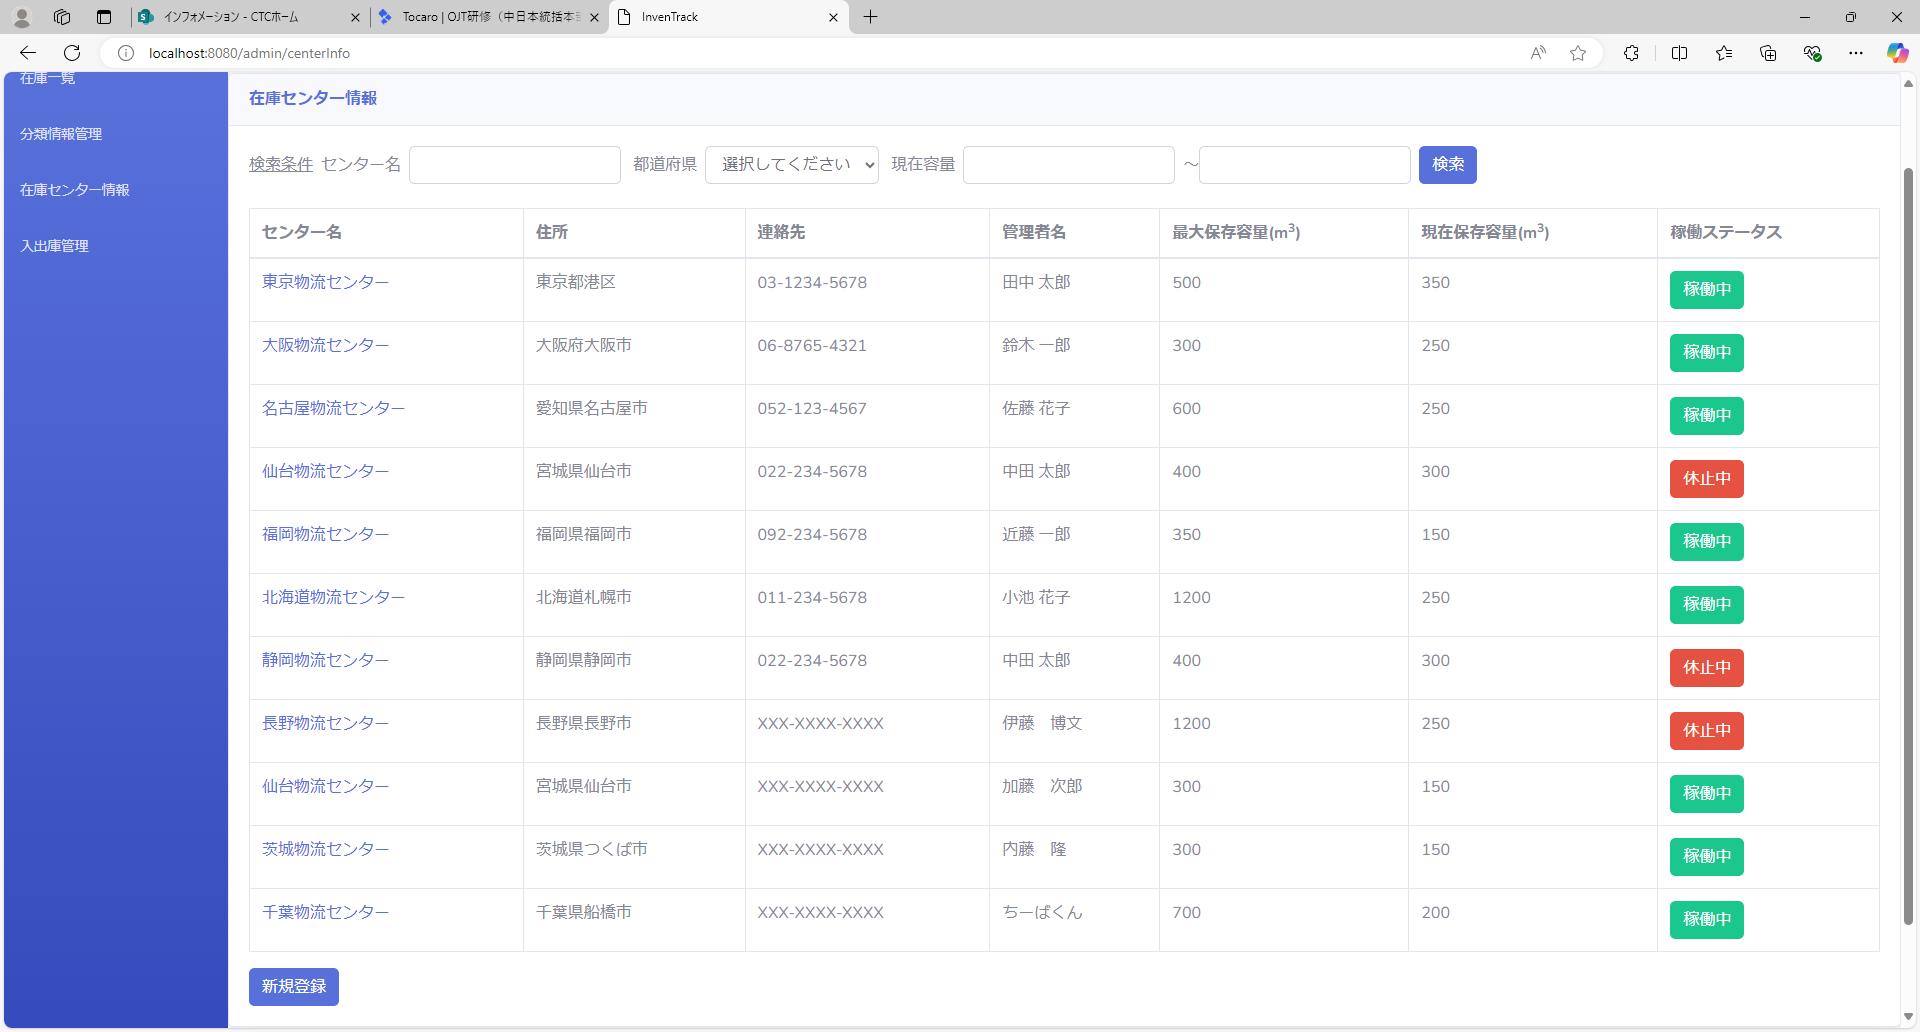 インフォメーション - CTCホーム
Tocaro | OJT研修（中日本統括本
InvenTrack
localhost:8080/admin/centerInfo
在庫一覧
分類情報管理
在庫センター情報
入出庫管理
在庫センター情報
検索条件 センター名 都道府県 選択してください 現在容量 ～ 検索
センター名 住所 連絡先 管理者名 最大保存容量(m³) 現在保存容量(m³) 稼働ステータス
東京物流センター 東京都港区 03-1234-5678 田中 太郎 500 350 稼働中
大阪物流センター 大阪府大阪市 06-8765-4321 鈴木 一郎 300 250 稼働中
名古屋物流センター 愛知県名古屋市 052-123-4567 佐藤 花子 600 250 稼働中
仙台物流センター 宮城県仙台市 022-234-5678 中田 太郎 400 300 休止中
福岡物流センター 福岡県福岡市 092-234-5678 近藤 一郎 350 150 稼働中
北海道物流センター 北海道札幌市 011-234-5678 小池 花子 1200 250 稼働中
静岡物流センター 静岡県静岡市 022-234-5678 中田 太郎 400 300 休止中
長野物流センター 長野県長野市 XXX-XXXX-XXXX 伊藤　博文 1200 250 休止中
仙台物流センター 宮城県仙台市 XXX-XXXX-XXXX 加藤　次郎 300 150 稼働中
茨城物流センター 茨城県つくば市 XXX-XXXX-XXXX 内藤　隆 300 150 稼働中
千葉物流センター 千葉県船橋市 XXX-XXXX-XXXX ちーばくん 700 200 稼働中
新規登録